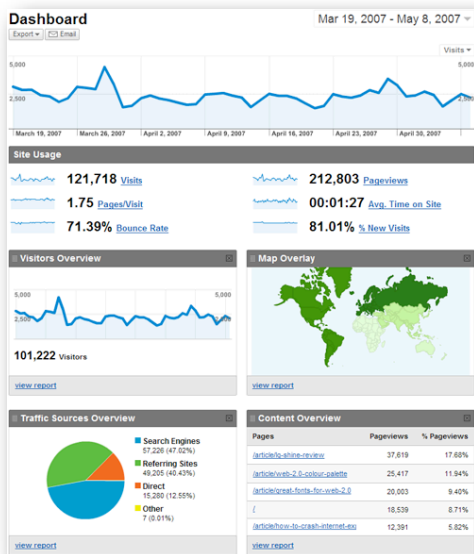 Dashboard
Mar 19, 2007 - May 8, 2007
Export
Email
Visits
5,000
5,000
2,500
2,500
March 19, 2007
March 26, 2007
April 2, 2007
April 9, 2007
April 16, 2007
April 23, 2007
April 30, 2007
Site Usage
121,718 Visits
212,803 Pageviews
1.75 Pages/Visit
00:01:27 Avg. Time on Site
71.39% Bounce Rate
81.01% % New Visits
Visitors Overview
5,000
5,000
2,500
2,500
101,222 Visitors
view report
Map Overlay
view report
Traffic Sources Overview
Search Engines
57,226 (47.02%)
Referring Sites
49,205 (40.43%)
Direct
15,280 (12.55%)
Other
7 (0.01%)
view report
Content Overview
Pages Pageviews % Pageviews
/article/lg-shine-review 37,619 17.68%
/article/web-2.0-colour-palette 25,417 11.94%
/article/great-fonts-for-web-2.0 20,003 9.40%
/ 18,539 8.71%
/article/how-to-crash-internet-exp 12,391 5.82%
view report